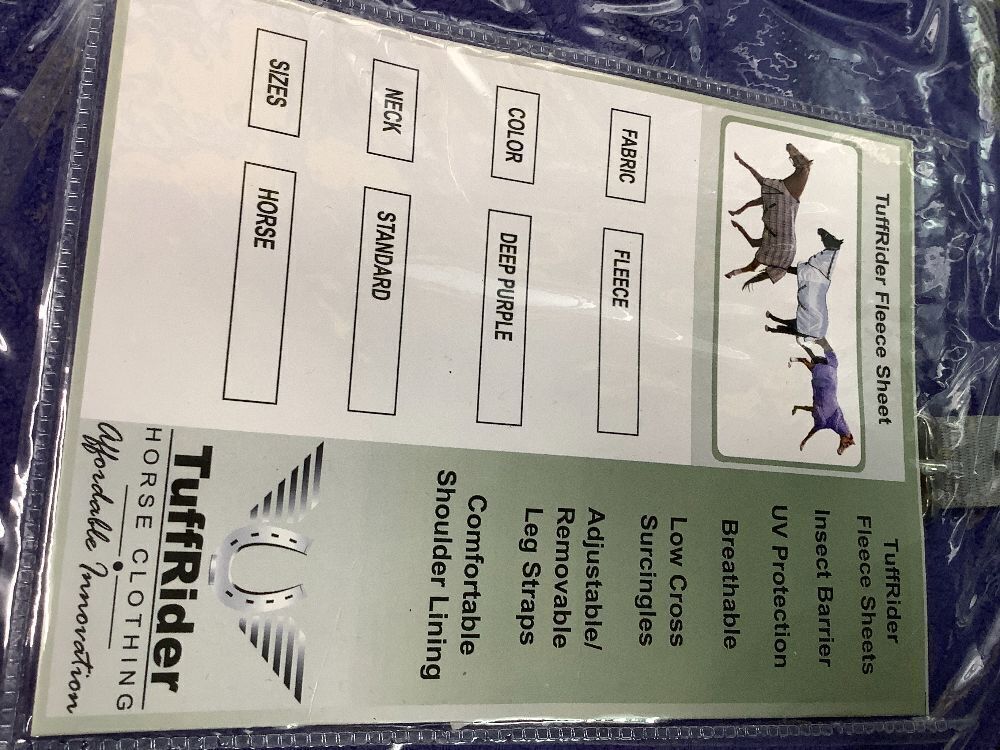 TuffRider Fleece Sheet
FABRIC FLEECE
COLOR DEEP PURPLE
NECK STANDARD
SIZES HORSE
TuffRider
Fleece Sheets
Insect Barrier
UV Protection
Breathable
Low Cross
Surcingles
Adjustable/
Removable
Leg Straps
Comfortable
Shoulder Lining
TuffRider
HORSE CLOTHING
Affordable Innovation